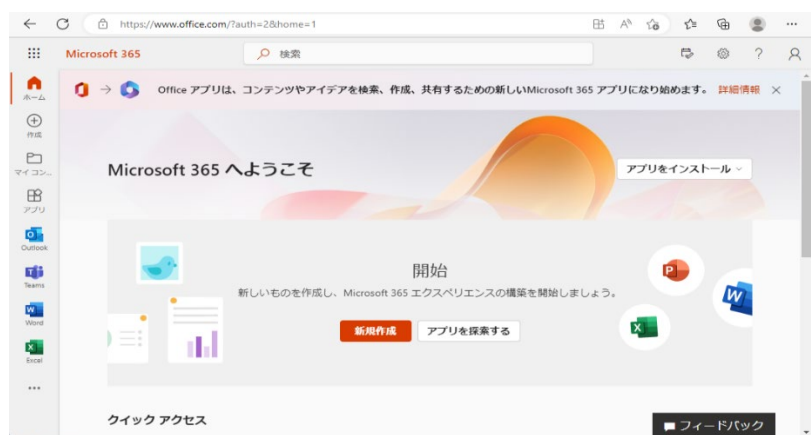 https://www.office.com/?auth=2&home=1
Microsoft 365
検索
Office アプリは、コンテンツやアイデアを検索、作成、共有するための新しいMicrosoft 365 アプリになり始めます。 詳細情報
ホーム
作成
マイ コン...
アプリ
Outlook
Teams
Word
Excel
Microsoft 365 へようこそ
アプリをインストール
開始
新しいものを作成し、Microsoft 365 エクスペリエンスの構築を開始しましょう。
新規作成 アプリを探索する
クイック アクセス
フィードバック